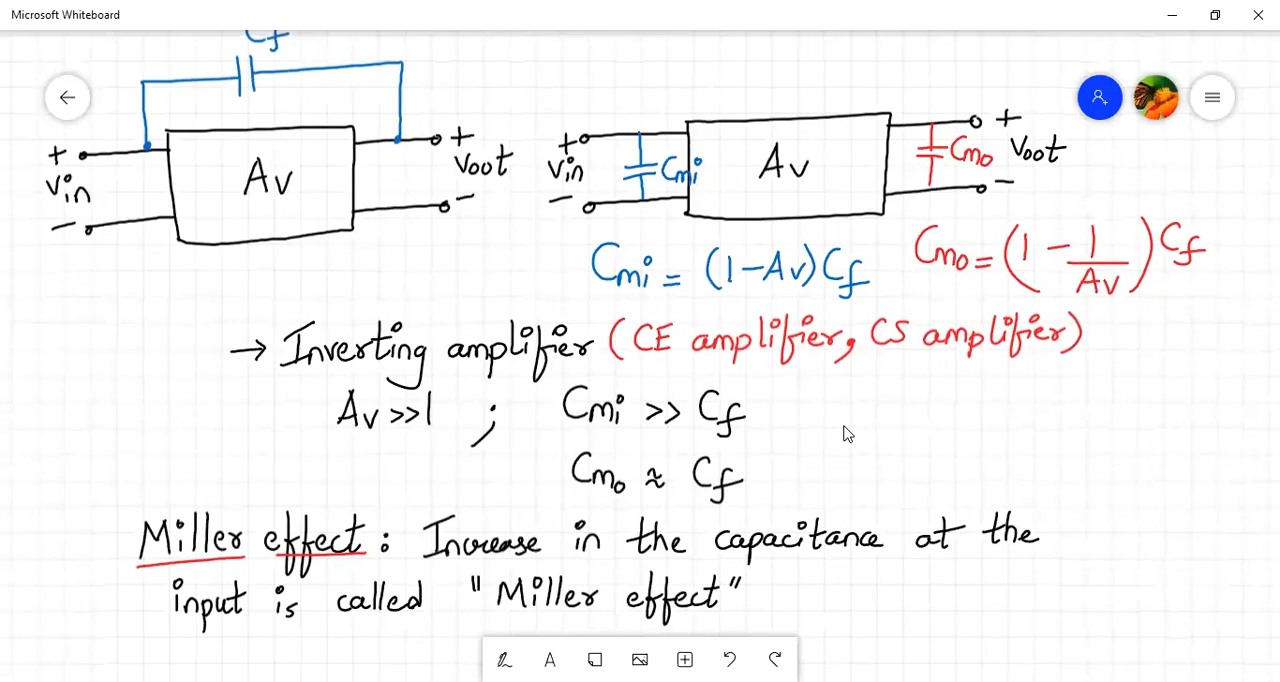 Microsoft Whiteboard
Cf
+ Vin − Av + Vout −
+ Vin − Cmi Av Cmo + Vout −
Cmi = (1−Av)Cf
Cmo = (1 − 1/Av) Cf
→ Inverting amplifier (CE amplifier, CS amplifier)
Av >> 1 ; Cmi >> Cf
Cmo ≈ Cf
Miller effect : Increase in the capacitance at the
input is called "Miller effect"
A